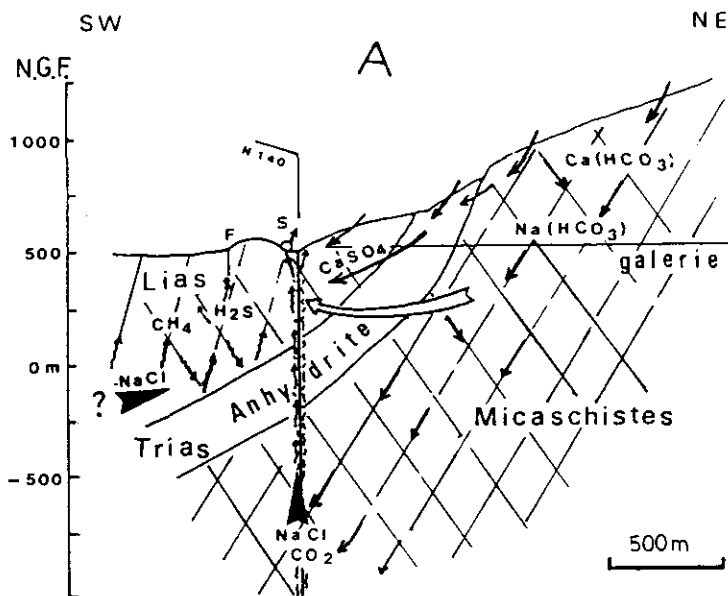 SW
NE
N.G.F.
A
1000
N 140
X
Ca(HCO3)
F
S
Na(HCO3)
500
CaSO4
galerie
Lias
CH4
H2S
0 m
NaCl
?
Anhydrite
Trias
Micaschistes
-500
NaCl
CO2
500m